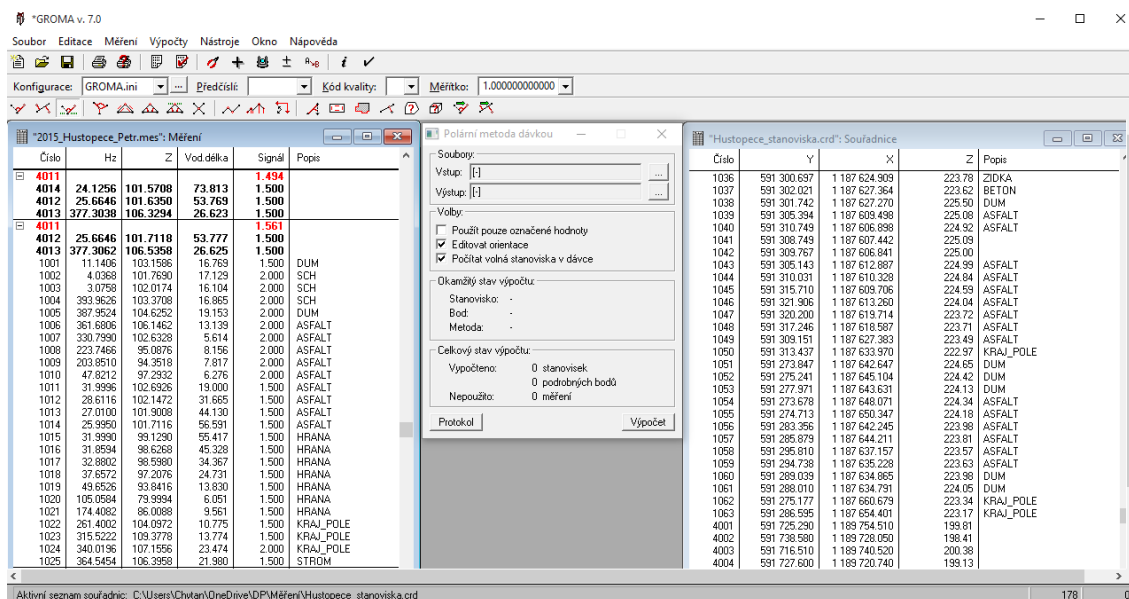 *GROMA v. 7.0
Soubor Editace Měření Výpočty Nástroje Okno Nápověda
Konfigurace: GROMA.ini ... Předčíslí: Kód kvality: Měřítko: 1.000000000000
"2015_Hustopece_Petr.mes": Měření
Číslo Hz Z Vod.délka Signál Popis
4011 1.494
4014 24.1256 101.5708 73.813 1.500
4012 25.6646 101.6350 53.769 1.500
4013 377.3038 106.3294 26.623 1.500
4011 1.561
4012 25.6646 101.7118 53.777 1.500
4013 377.3062 106.5358 26.625 1.500
1001 11.1406 103.1586 16.769 1.500 DUM
1002 4.0368 101.7690 17.129 2.000 SCH
1003 3.0758 102.0174 16.104 2.000 SCH
1004 393.9626 103.3708 16.865 2.000 SCH
1005 387.9524 104.6252 19.153 2.000 DUM
1006 361.6806 106.1462 13.139 2.000 ASFALT
1007 330.7990 102.6328 5.614 2.000 ASFALT
1008 223.7466 95.0876 8.156 2.000 ASFALT
1009 203.8510 94.3518 7.817 2.000 ASFALT
1010 47.8212 97.2932 6.276 2.000 ASFALT
1011 31.9996 102.6926 19.000 1.500 ASFALT
1012 28.6116 102.1472 31.665 1.500 ASFALT
1013 27.0100 101.9008 44.130 1.500 ASFALT
1014 25.9950 101.7116 56.591 1.500 ASFALT
1015 31.9990 99.1290 55.417 1.500 HRANA
1016 31.8594 98.6268 45.328 1.500 HRANA
1017 32.8802 98.5980 34.367 1.500 HRANA
1018 37.6572 97.2076 24.731 1.500 HRANA
1019 49.6526 93.8416 13.830 1.500 HRANA
1020 105.0584 79.9994 6.051 1.500 HRANA
1021 174.4082 86.0088 9.561 1.500 HRANA
1022 261.4002 104.0972 10.775 1.500 KRAJ_POLE
1023 315.5222 109.3778 13.774 1.500 KRAJ_POLE
1024 340.0196 107.1556 23.474 2.000 KRAJ_POLE
1025 364.5454 106.3958 21.980 1.500 STROM
Polární metoda dávkou
Soubory:
Vstup: [-] ...
Výstup: [-] ...
Volby:
Použít pouze označené hodnoty
Editovat orientace
Počítat volná stanoviska v dávce
Okamžitý stav výpočtu:
Stanovisko: -
Bod: -
Metoda: -
Celkový stav výpočtu:
Vypočteno: 0 stanovisek
0 podrobných bodů
Nepoužito: 0 měření
Protokol Výpočet
"Hustopece_stanoviska.crd": Souřadnice
Číslo Y X Z Popis
1036 591 300.697 1 187 624.909 223.78 ZIDKA
1037 591 302.021 1 187 627.364 223.62 BETON
1038 591 301.742 1 187 627.270 225.50 DUM
1039 591 305.394 1 187 609.498 225.08 ASFALT
1040 591 310.749 1 187 606.898 224.92 ASFALT
1041 591 308.749 1 187 607.442 225.09
1042 591 309.767 1 187 606.841 225.00
1043 591 305.143 1 187 612.887 224.99 ASFALT
1044 591 310.031 1 187 610.328 224.84 ASFALT
1045 591 315.710 1 187 609.706 224.59 ASFALT
1046 591 321.906 1 187 613.260 224.04 ASFALT
1047 591 320.200 1 187 619.714 223.72 ASFALT
1048 591 317.246 1 187 618.587 223.71 ASFALT
1049 591 309.151 1 187 627.383 223.49 ASFALT
1050 591 313.437 1 187 633.970 222.97 KRAJ_POLE
1051 591 273.847 1 187 642.647 224.65 DUM
1052 591 275.241 1 187 645.104 224.42 DUM
1053 591 277.971 1 187 643.631 224.13 DUM
1054 591 273.678 1 187 648.071 224.34 ASFALT
1055 591 274.713 1 187 650.347 224.18 ASFALT
1056 591 283.356 1 187 642.245 223.98 ASFALT
1057 591 285.879 1 187 644.211 223.81 ASFALT
1058 591 295.810 1 187 637.157 223.57 ASFALT
1059 591 294.738 1 187 635.228 223.63 ASFALT
1060 591 289.039 1 187 634.865 223.98 DUM
1061 591 288.010 1 187 634.791 224.05 DUM
1062 591 275.177 1 187 660.679 223.34 KRAJ_POLE
1063 591 286.595 1 187 654.401 223.17 KRAJ_POLE
4001 591 725.290 1 189 754.510 199.81
4002 591 738.580 1 189 728.050 198.41
4003 591 716.510 1 189 740.520 200.38
4004 591 727.600 1 189 720.740 199.13
Aktivní seznam souřadnic: C:\Users\Chytan\OneDrive\DP\Měření\Hustopece_stanoviska.crd 178